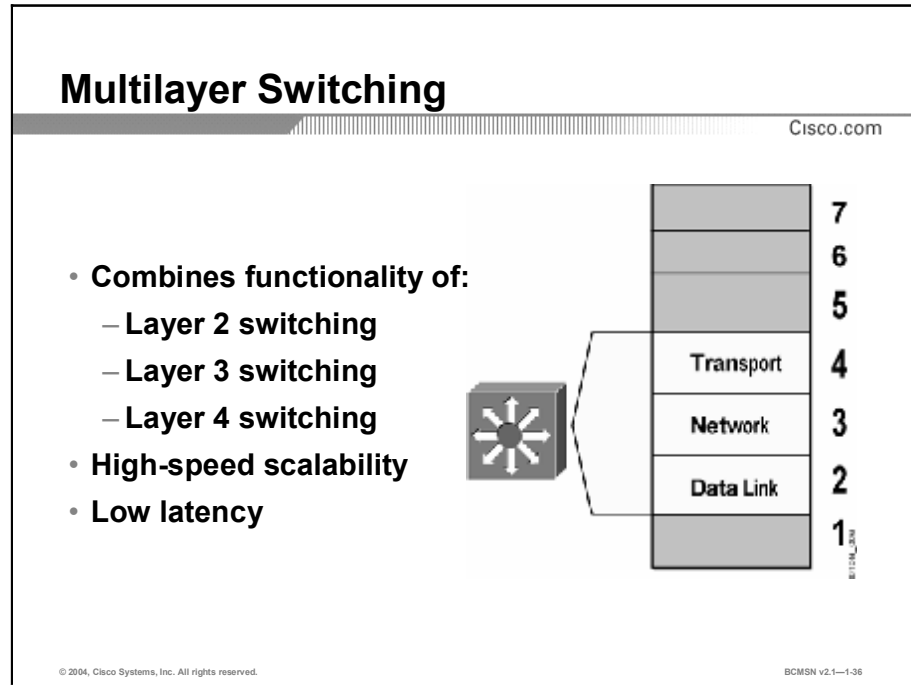 Multilayer Switching
Cisco.com
• Combines functionality of:
– Layer 2 switching
– Layer 3 switching
– Layer 4 switching
• High-speed scalability
• Low latency
7
6
5
Transport 4
Network 3
Data Link 2
1
© 2004, Cisco Systems, Inc. All rights reserved.
BCMSN v2.1—1-36